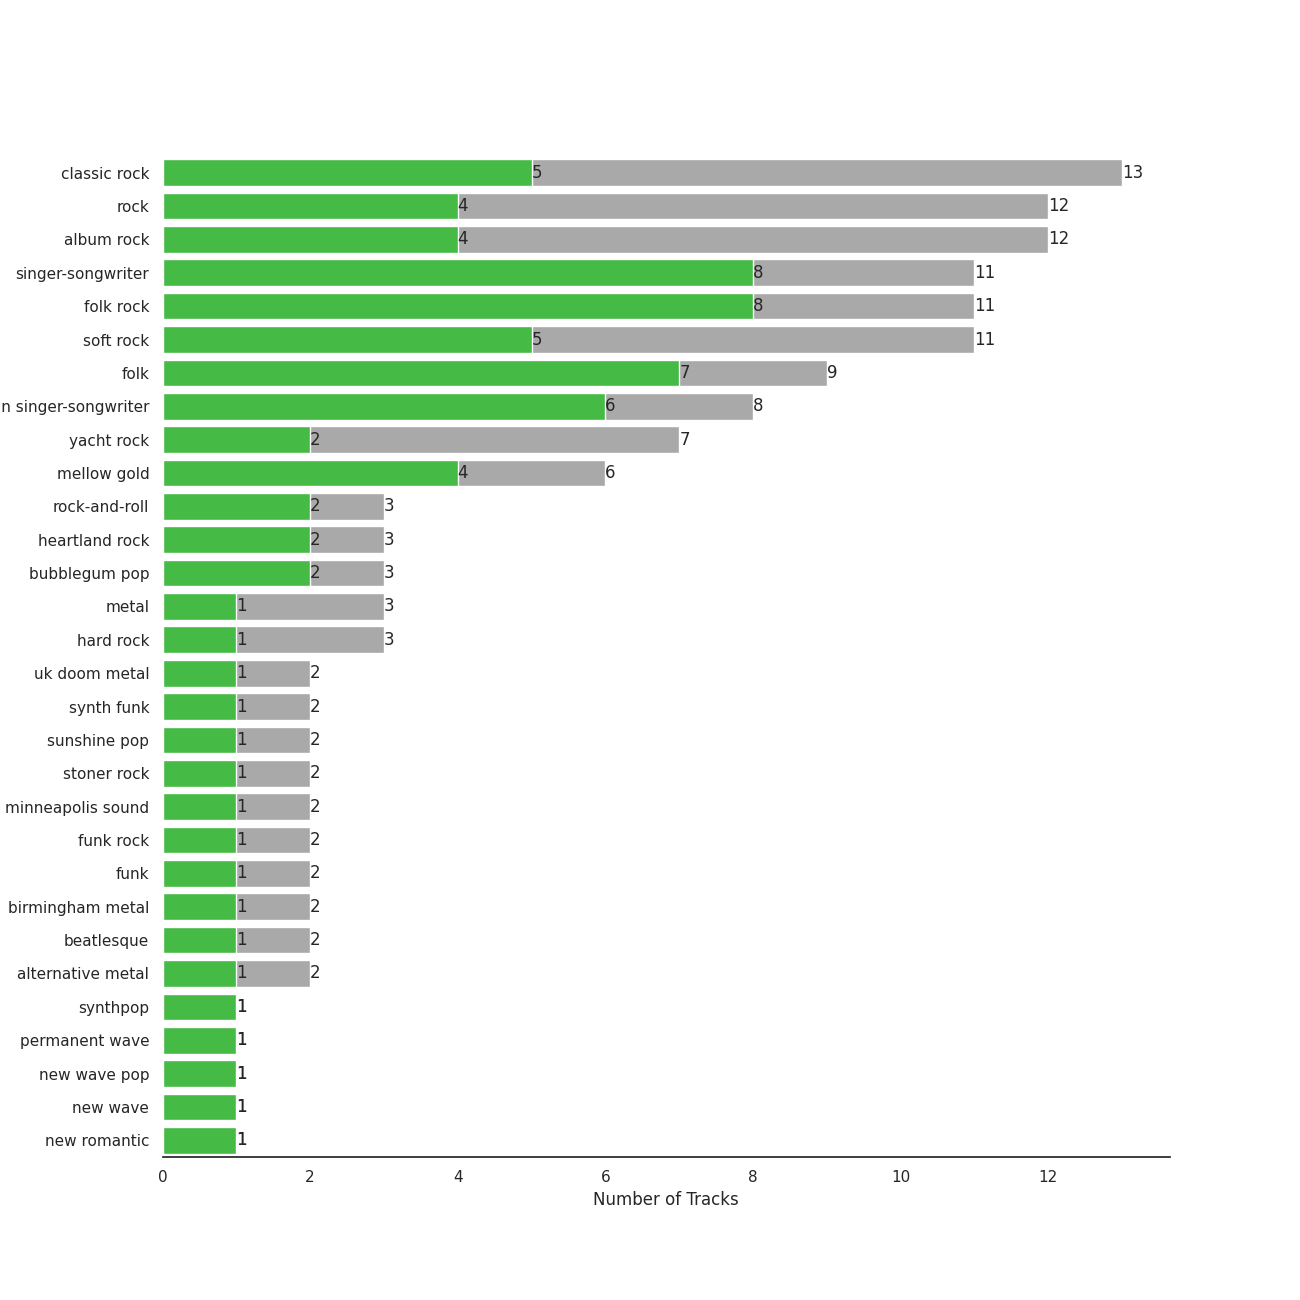 classic rock 5 13
rock 4 12
album rock 4 12
singer-songwriter 8 11
folk rock 8 11
soft rock 5 11
folk 7 9
n singer-songwriter 6 8
yacht rock 2 7
mellow gold 4 6
rock-and-roll 2 3
heartland rock 2 3
bubblegum pop 2 3
metal 1 3
hard rock 1 3
uk doom metal 1 2
synth funk 1 2
sunshine pop 1 2
stoner rock 1 2
minneapolis sound 1 2
funk rock 1 2
funk 1 2
birmingham metal 1 2
beatlesque 1 2
alternative metal 1 2
synthpop 1
permanent wave 1
new wave pop 1
new wave 1
new romantic 1
0 2 4 6 8 10 12
Number of Tracks